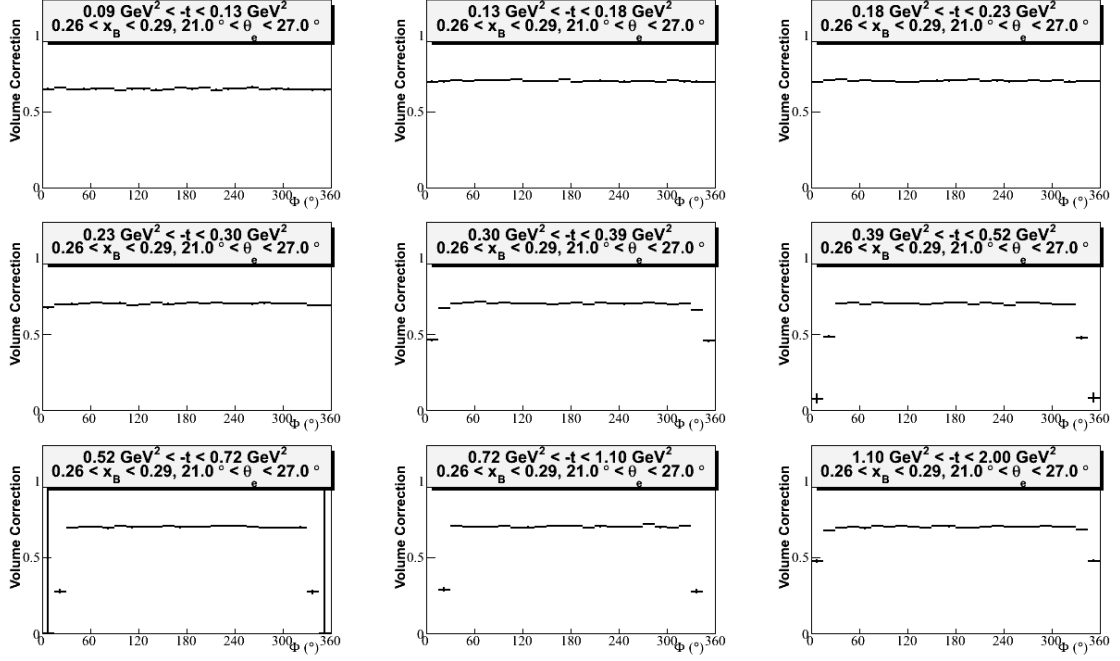 0.09 GeV² < -t < 0.13 GeV²
0.26 < x_B < 0.29, 21.0 ° < θ_e < 27.0 °
Volume Correction
1
0.5
0
0 60 120 180 240 300 360
Φ (°)
0.13 GeV² < -t < 0.18 GeV²
0.26 < x_B < 0.29, 21.0 ° < θ_e < 27.0 °
Volume Correction
1
0.5
0
0 60 120 180 240 300 360
Φ (°)
0.18 GeV² < -t < 0.23 GeV²
0.26 < x_B < 0.29, 21.0 ° < θ_e < 27.0 °
Volume Correction
1
0.5
0
0 60 120 180 240 300 360
Φ (°)
0.23 GeV² < -t < 0.30 GeV²
0.26 < x_B < 0.29, 21.0 ° < θ_e < 27.0 °
Volume Correction
1
0.5
0
0 60 120 180 240 300 360
Φ (°)
0.30 GeV² < -t < 0.39 GeV²
0.26 < x_B < 0.29, 21.0 ° < θ_e < 27.0 °
Volume Correction
1
0.5
0
0 60 120 180 240 300 360
Φ (°)
0.39 GeV² < -t < 0.52 GeV²
0.26 < x_B < 0.29, 21.0 ° < θ_e < 27.0 °
Volume Correction
1
0.5
0
0 60 120 180 240 300 360
Φ (°)
0.52 GeV² < -t < 0.72 GeV²
0.26 < x_B < 0.29, 21.0 ° < θ_e < 27.0 °
Volume Correction
1
0.5
0
0 60 120 180 240 300 360
Φ (°)
0.72 GeV² < -t < 1.10 GeV²
0.26 < x_B < 0.29, 21.0 ° < θ_e < 27.0 °
Volume Correction
1
0.5
0
0 60 120 180 240 300 360
Φ (°)
1.10 GeV² < -t < 2.00 GeV²
0.26 < x_B < 0.29, 21.0 ° < θ_e < 27.0 °
Volume Correction
1
0.5
0
0 60 120 180 240 300 360
Φ (°)